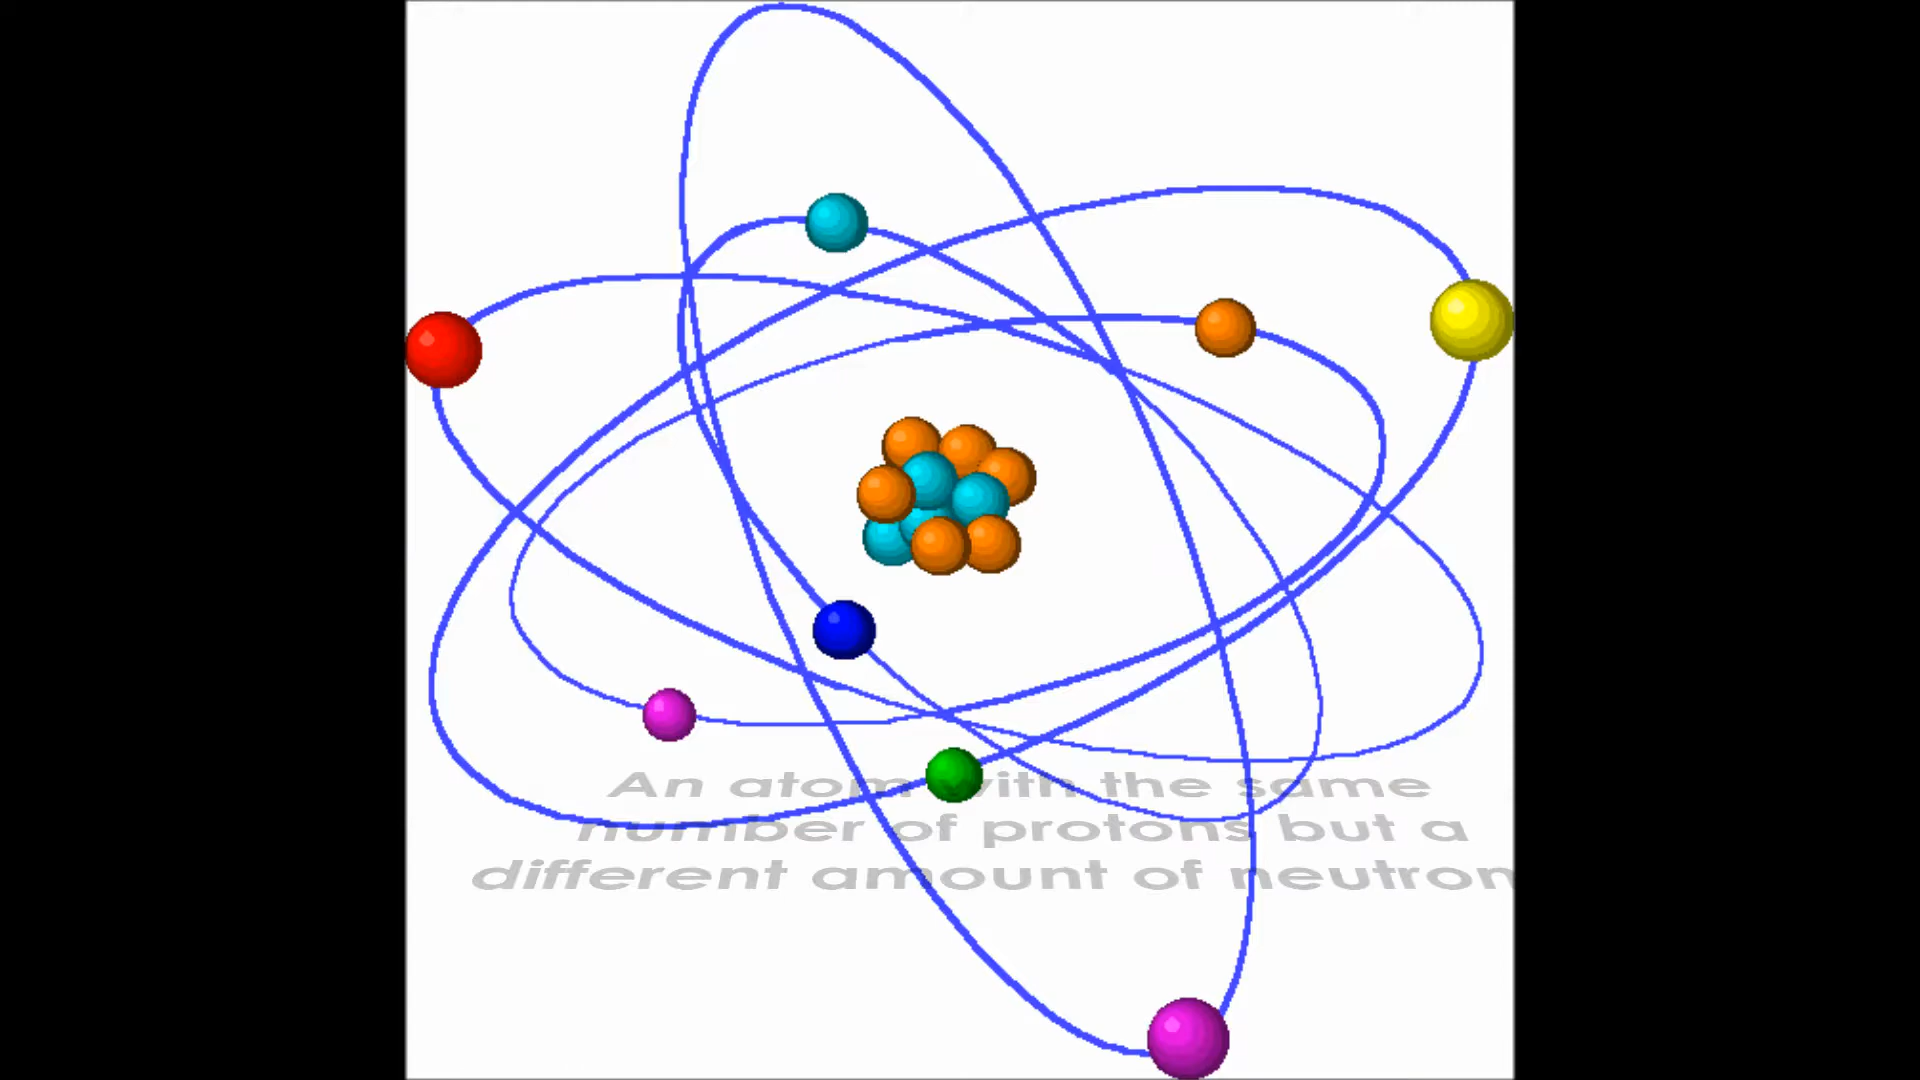 An atom with the same
number of protons but a
different amount of neutron